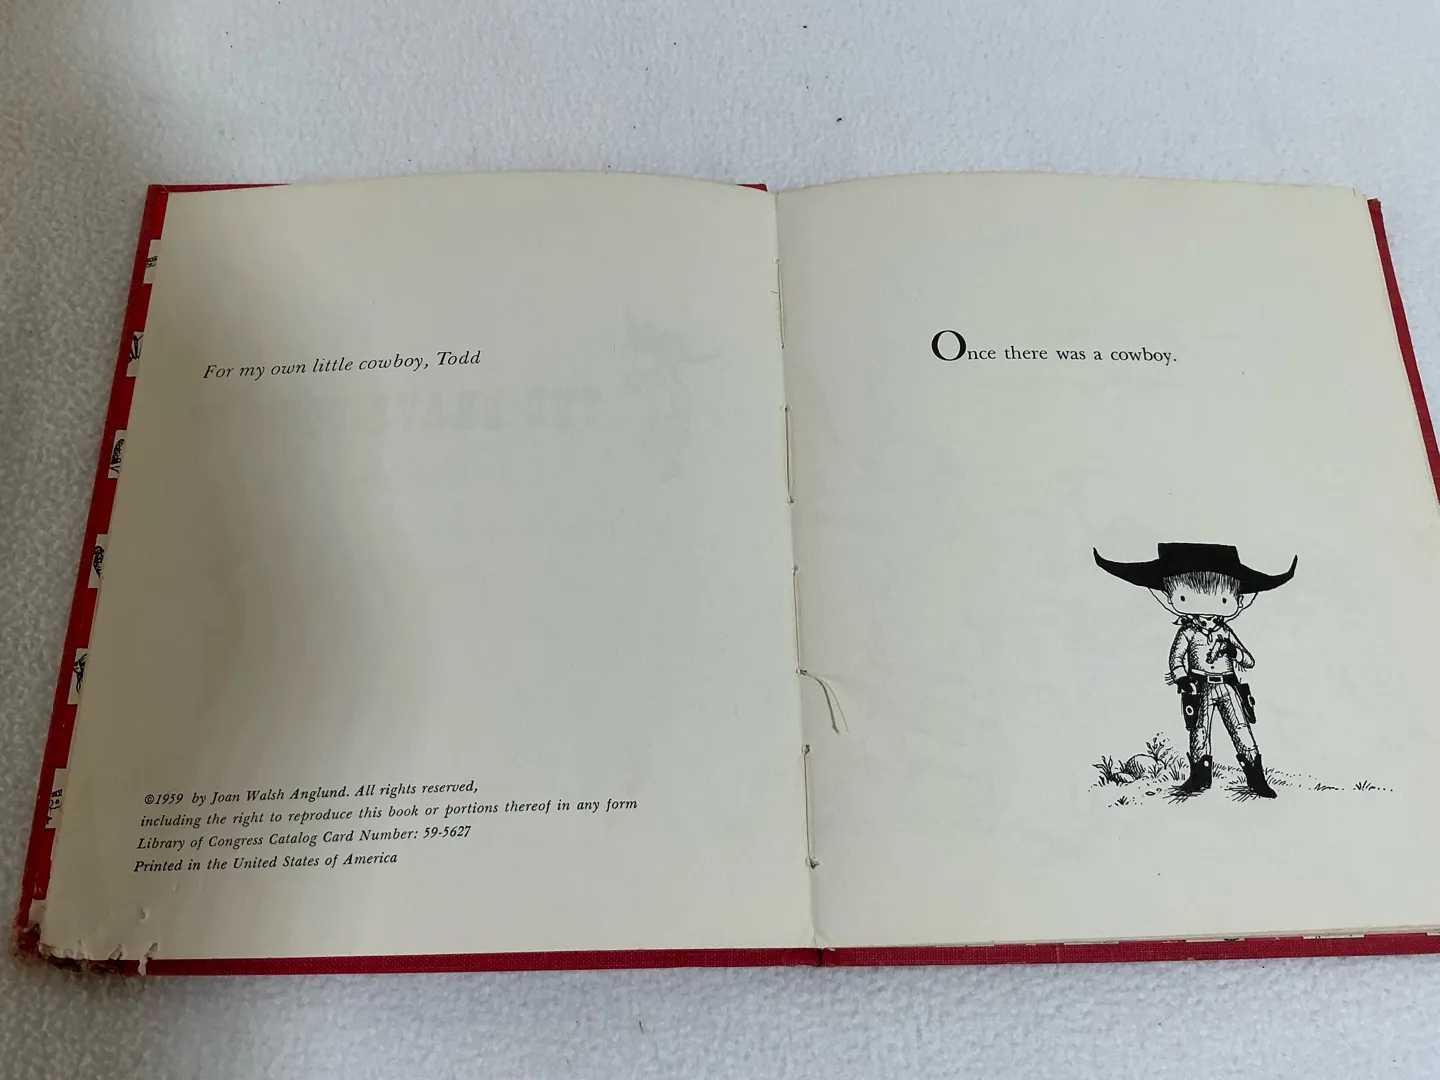 For my own little cowboy, Todd
©1959 by Joan Walsh Anglund. All rights reserved,
including the right to reproduce this book or portions thereof in any form
Library of Congress Catalog Card Number: 59-5627
Printed in the United States of America
Once there was a cowboy.